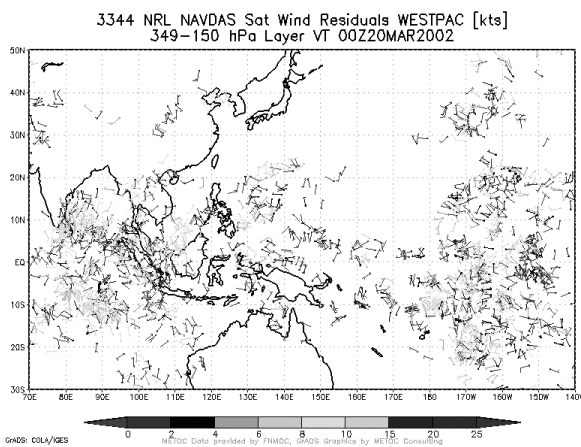 3344 NRL NAVDAS Sat Wind Residuals WESTPAC [kts]
349-150 hPa Layer VT 00Z20MAR2002
50N
40N
30N
20N
10N
EQ
10S
20S
30S
70E 80E 90E 100E 110E 120E 130E 140E 150E 160E 170E 180 170W 160W 150W 140W
0 2 4 6 8 10 15 20 25
METOC Data provided by FNMOC, GrADS Graphics by METOC Consulting
GrADS: COLA/IGES